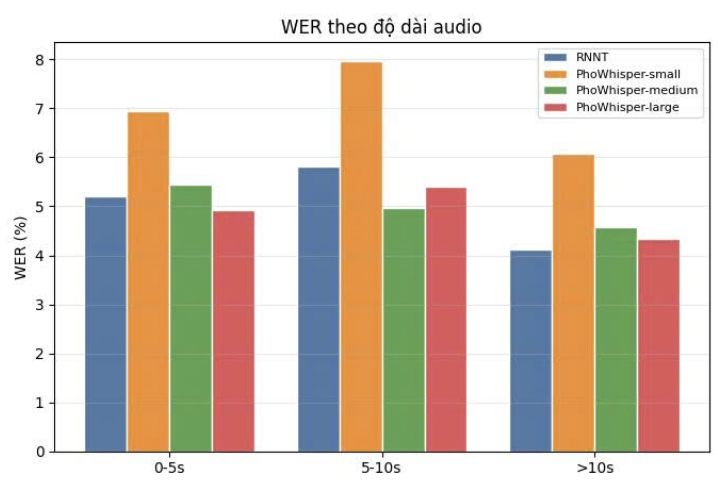 WER theo độ dài audio
RNNT
PhoWhisper-small
PhoWhisper-medium
PhoWhisper-large
WER (%)
8
7
6
5
4
3
2
1
0
0-5s 5-10s >10s